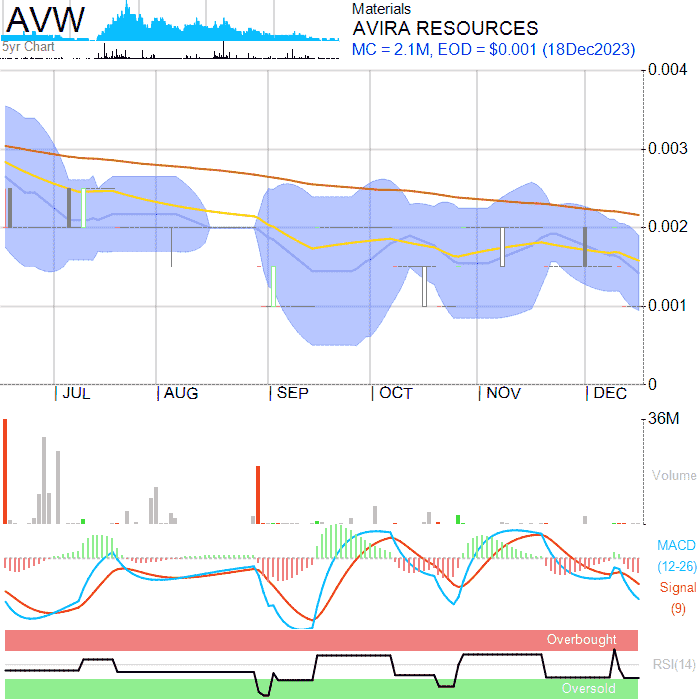 AVW
5yr Chart
Materials
AVIRA RESOURCES
MC = 2.1M, EOD = $0.001 (18Dec2023)
0.004
0.003
0.002
0.001
0
JUL
AUG
SEP
OCT
NOV
DEC
36M
Volume
MACD
(12-26)
Signal
(9)
Overbought
RSI(14)
Oversold